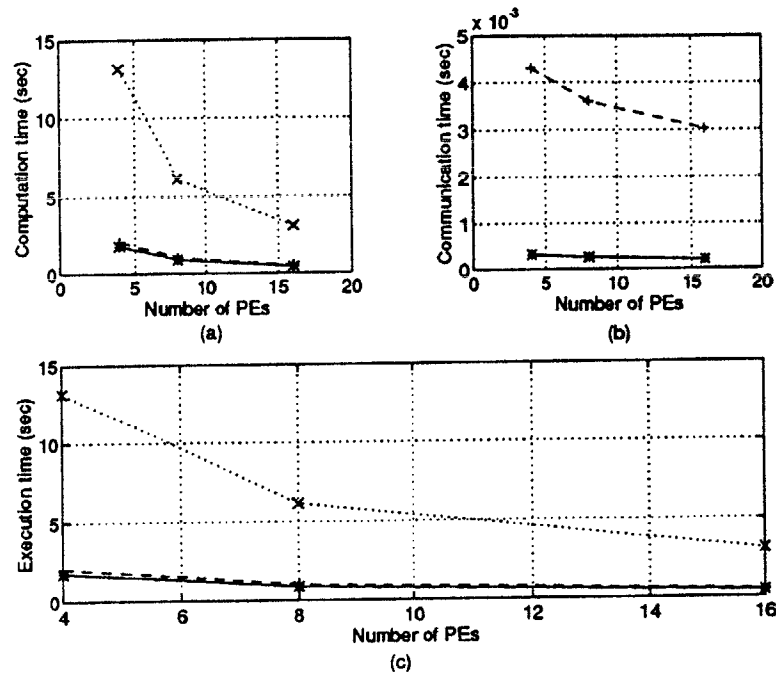 15
10
5
0
Computation time (sec)
0 5 10 15 20
Number of PEs
(a)
x 10⁻³
5
4
3
2
1
0
Communication time (sec)
0 5 10 15 20
Number of PEs
(b)
15
10
5
0
Execution time (sec)
4 6 8 10 12 14 16
Number of PEs
(c)